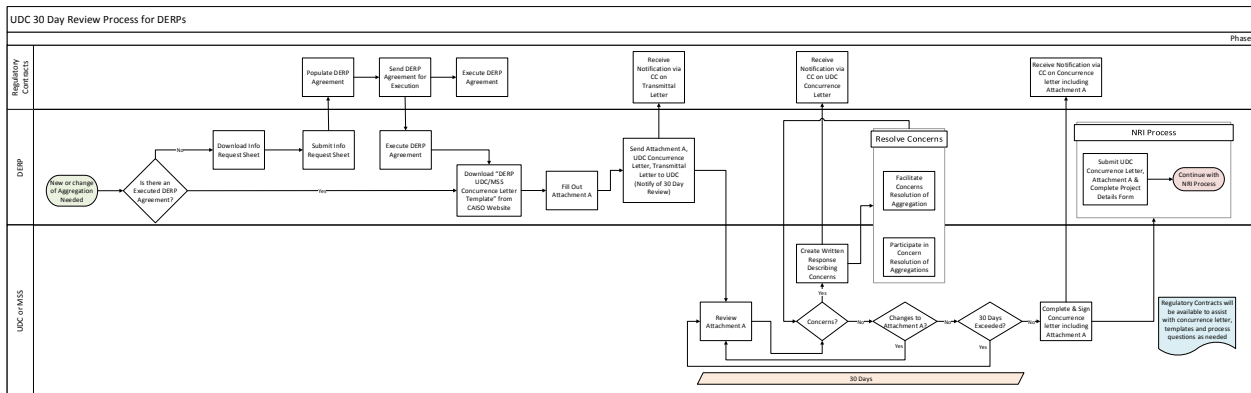 UDC 30 Day Review Process for DERPs
Phase
Regulatory
Contracts
Populate DERP
Agreement
Send DERP
Agreement for
Execution
Execute DERP
Agreement
Receive
Notification via
CC on
Transmittal
Letter
Receive
Notification via
CC on UDC
Concurrence
Letter
Receive Notification via
CC on Concurrence
letter including
Attachment A
DERP
New or change
of Aggregation
Needed
Is there an
Executed DERP
Agreement?
No
Yes
Download Info
Request Sheet
Submit Info
Request Sheet
Execute DERP
Agreement
Download "DERP
UDC/MSS
Concurrence Letter
Template" from
CAISO Website
Fill Out
Attachment A
Send Attachment A,
UDC Concurrence
Letter, Transmittal
Letter to UDC
(Notify of 30 Day
Review)
Resolve Concerns
Facilitate
Concerns
Resolution of
Aggregation
Participate in
Concern
Resolution of
Aggregations
NRI Process
Submit UDC
Concurrence Letter,
Attachment A &
Complete Project
Details Form
Continue with
NRI Process
UDC or MSS
Review
Attachment A
Create Written
Response
Describing
Concerns
Yes
Concerns?
No
Changes to
Attachment A?
No
Yes
30 Days
Exceeded?
No
Yes
Complete & Sign
Concurrence
letter including
Attachment A
Regulatory Contracts will
be available to assist
with concurrence letter,
templates and process
questions as needed
30 Days